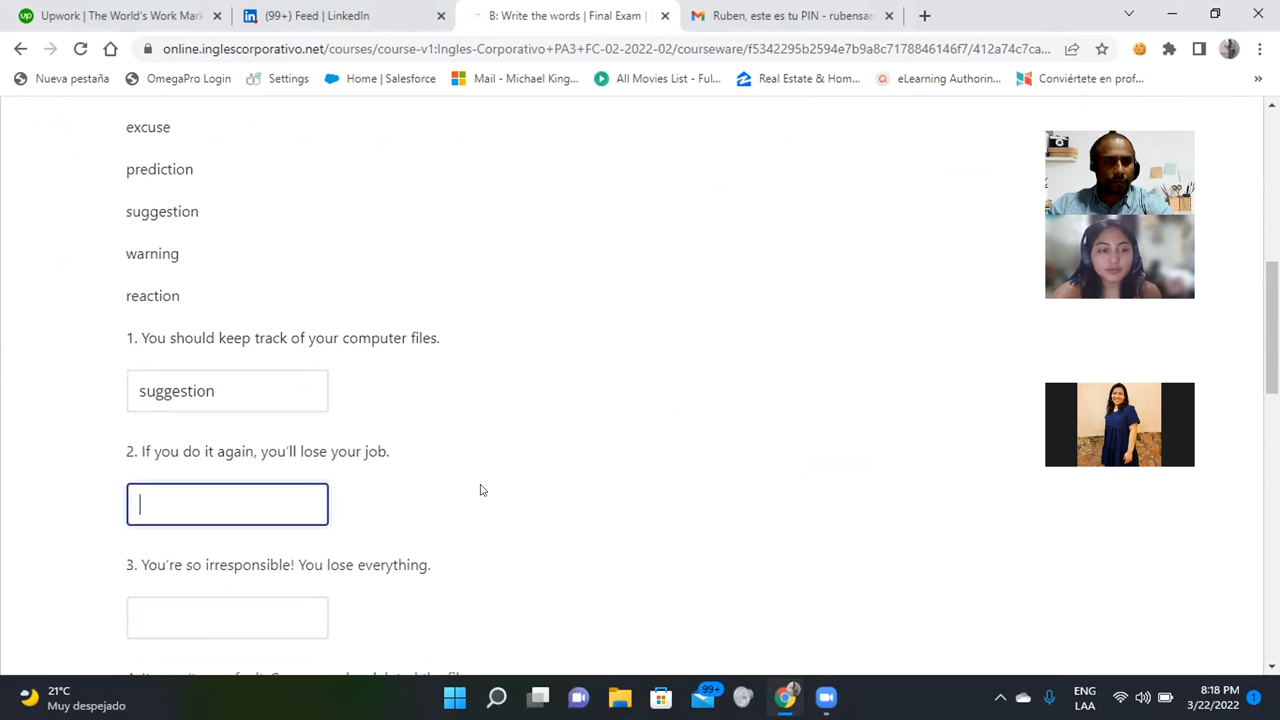 Upwork | The World's Work Mark
(99+) Feed | LinkedIn
B: Write the words | Final Exam |
Ruben, este es tu PIN - rubensan
online.inglescorporativo.net/courses/course-v1:Ingles-Corporativo+PA3+FC-02-2022-02/courseware/f5342295b2594e7b9a8c7178846146f7/412a74c7ca...
Nueva pestaña
OmegaPro Login
Settings
Home | Salesforce
Mail - Michael King...
All Movies List - Ful...
Real Estate & Hom...
eLearning Authorin...
Conviértete en prof...
excuse
prediction
suggestion
warning
reaction
1. You should keep track of your computer files.
suggestion
2. If you do it again, you'll lose your job.
3. You're so irresponsible! You lose everything.
21°C
Muy despejado
99+
ENG
LAA
8:18 PM
3/22/2022
1